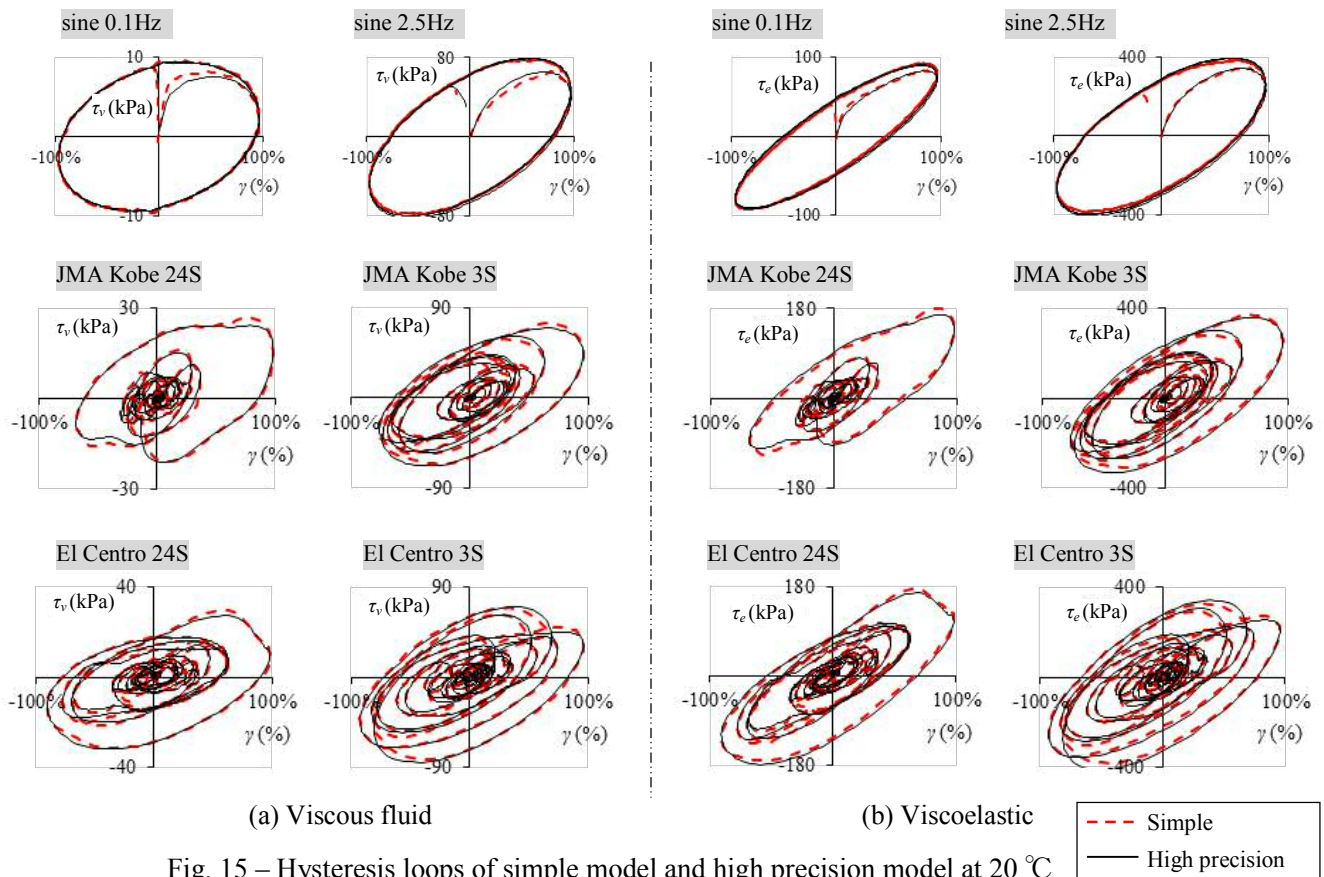 sine 0.1Hz
sine 2.5Hz
sine 0.1Hz
sine 2.5Hz
10
τv (kPa)
-100%
100%
γ (%)
-10
80
τv (kPa)
-100%
100%
γ (%)
-80
100
τe (kPa)
-100%
100%
γ (%)
-100
400
τe (kPa)
-100%
100%
γ (%)
-400
JMA Kobe 24S
JMA Kobe 3S
JMA Kobe 24S
JMA Kobe 3S
30
τv (kPa)
-100%
100%
γ (%)
-30
90
τv (kPa)
-100%
100%
γ (%)
-90
180
τe (kPa)
-100%
100%
γ (%)
-180
400
τe (kPa)
-100%
100%
γ (%)
-400
El Centro 24S
El Centro 3S
El Centro 24S
El Centro 3S
40
τv (kPa)
-100%
100%
γ (%)
-40
90
τv (kPa)
-100%
100%
γ (%)
-90
180
τe (kPa)
-100%
100%
γ (%)
-180
400
τe (kPa)
-100%
100%
γ (%)
-400
(a) Viscous fluid
(b) Viscoelastic
Simple
High precision
Fig. 15 – Hysteresis loops of simple model and high precision model at 20 ℃